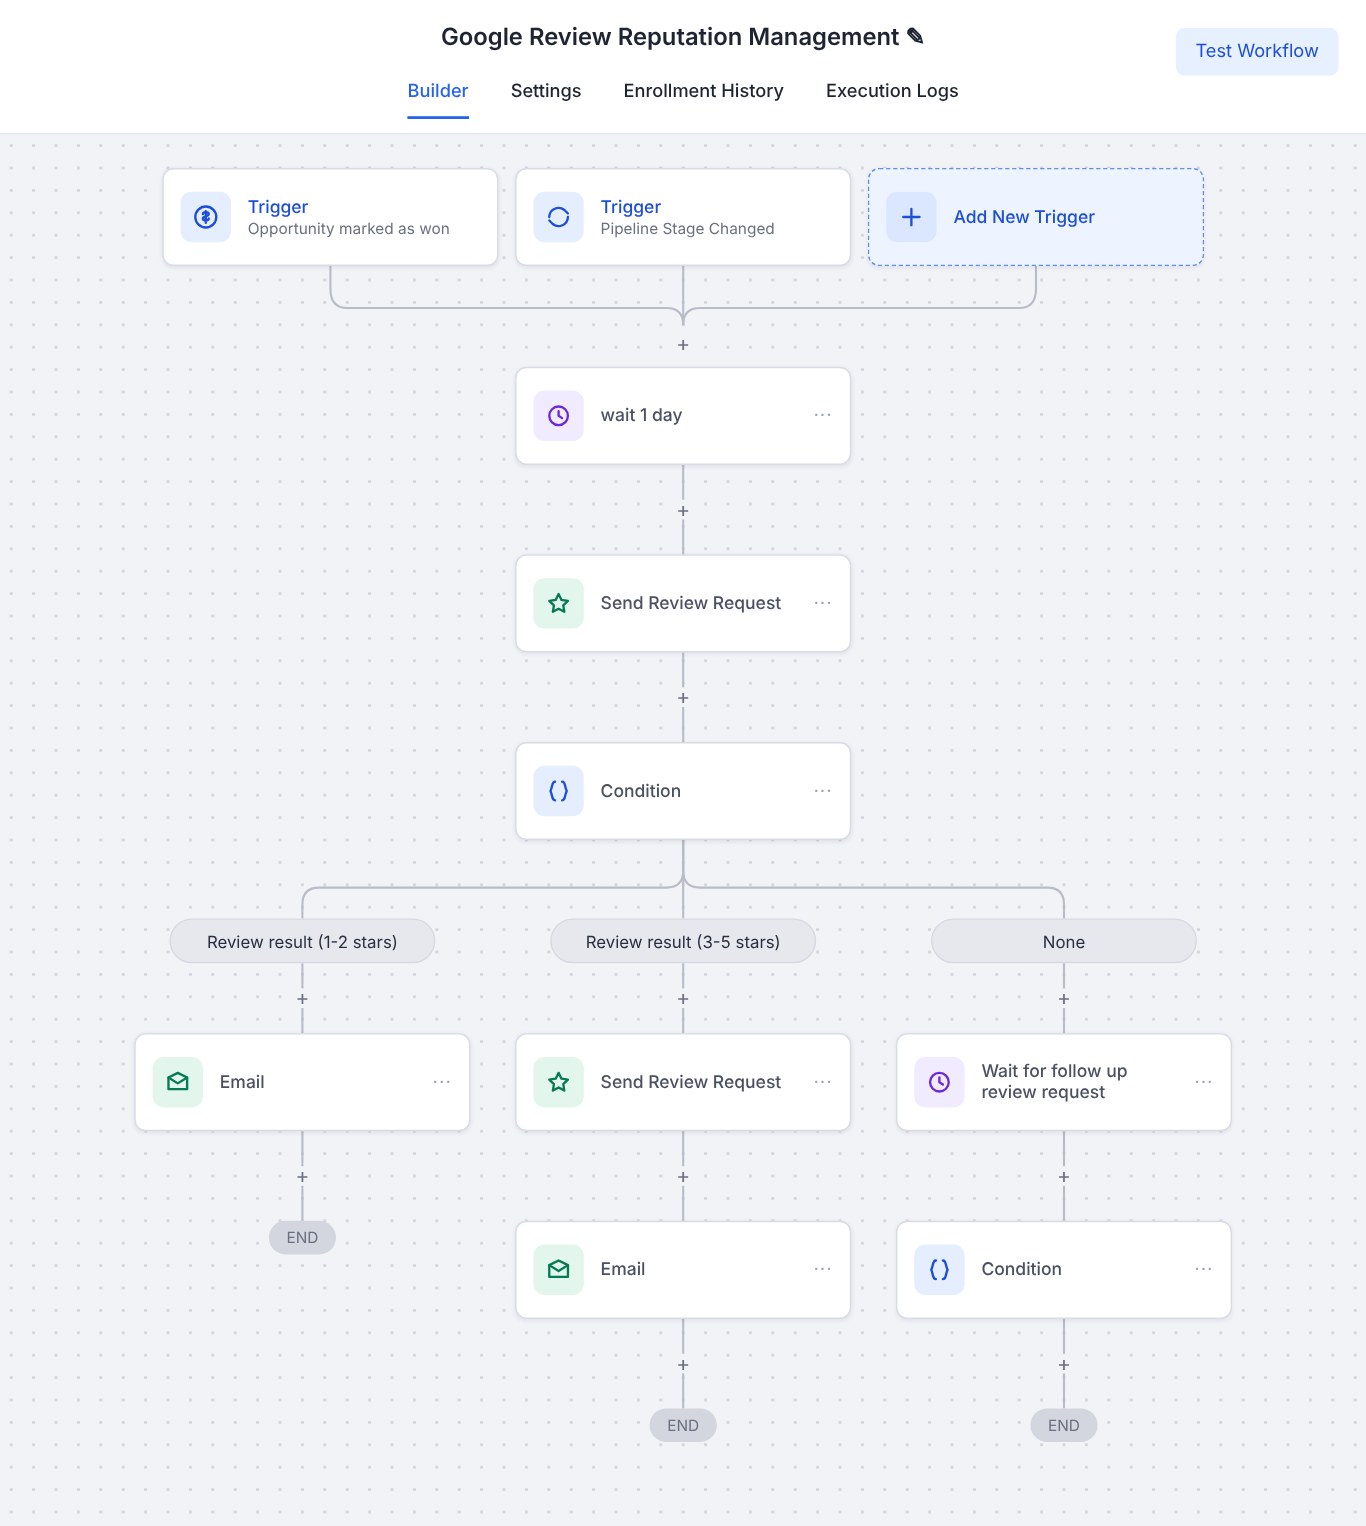 Google Review Reputation Management ✎
Test Workflow
Builder
Settings
Enrollment History
Execution Logs
Trigger
Opportunity marked as won
Trigger
Pipeline Stage Changed
Add New Trigger
+
wait 1 day
+
Send Review Request
+
Condition
Review result (1-2 stars)
Review result (3-5 stars)
None
+
+
+
Email
Send Review Request
Wait for follow up
review request
+
+
+
END
Email
Condition
+
+
END
END